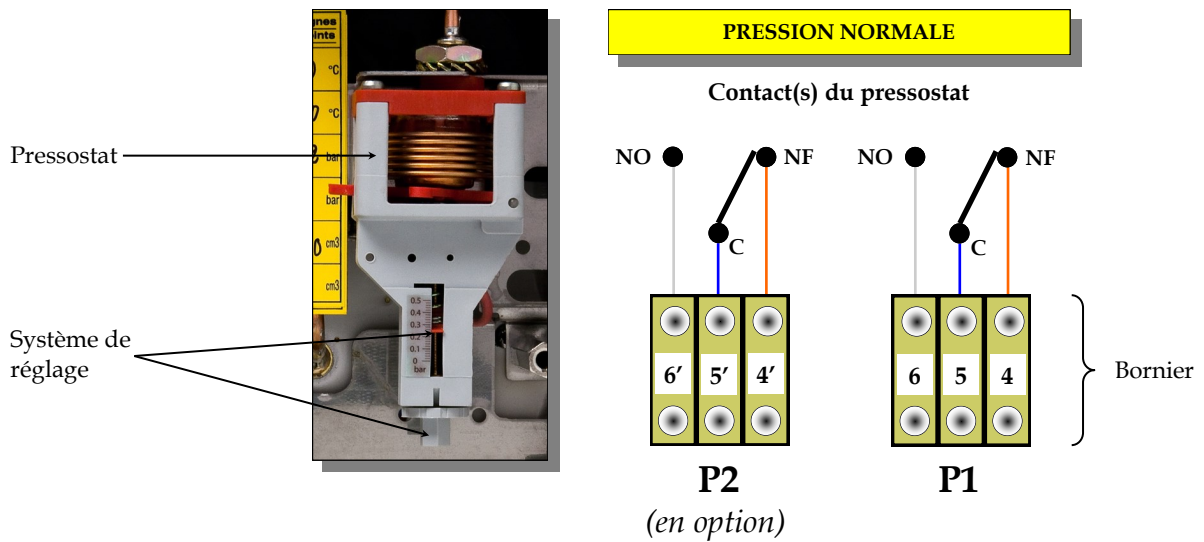 gnes
oints
°C
°C
bar
bar
cm3
cm3
0.5
0.4
0.3
0.2
0.1
0
bar
Pressostat
Système de
réglage
PRESSION NORMALE
Contact(s) du pressostat
NO
NF
C
NO
NF
C
6’
5’
4’
6
5
4
Bornier
P2
(en option)
P1